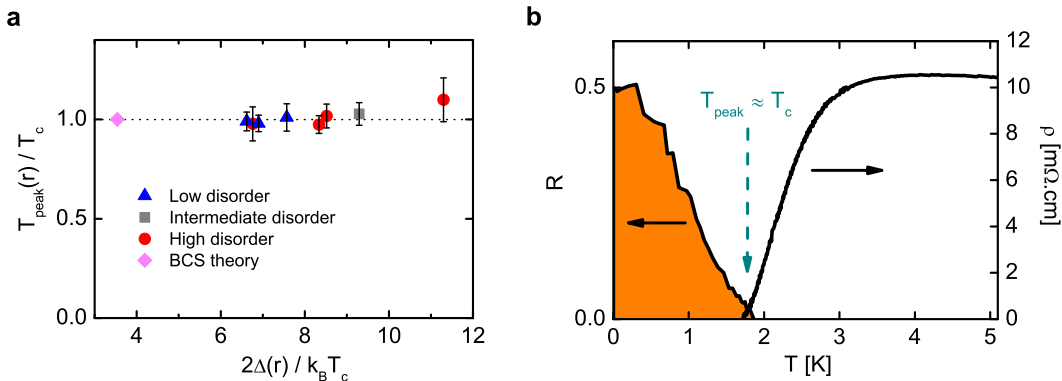 a
T_peak(r) / T_c
1.0
0.5
0.0
Low disorder
Intermediate disorder
High disorder
BCS theory
4 6 8 10 12
2Δ(r) / k_BT_c
b
R
0.5
0.0
T_peak ≈ T_c
0 1 2 3 4 5
T [K]
12
10
8
6
4
2
0
ρ [mΩ.cm]